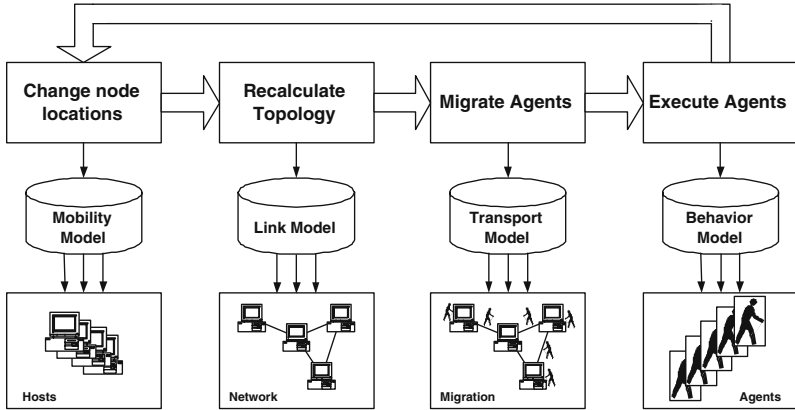 Change node
locations
Recalculate
Topology
Migrate Agents
Execute Agents
Mobility
Model
Link Model
Transport
Model
Behavior
Model
Hosts
Network
Migration
Agents